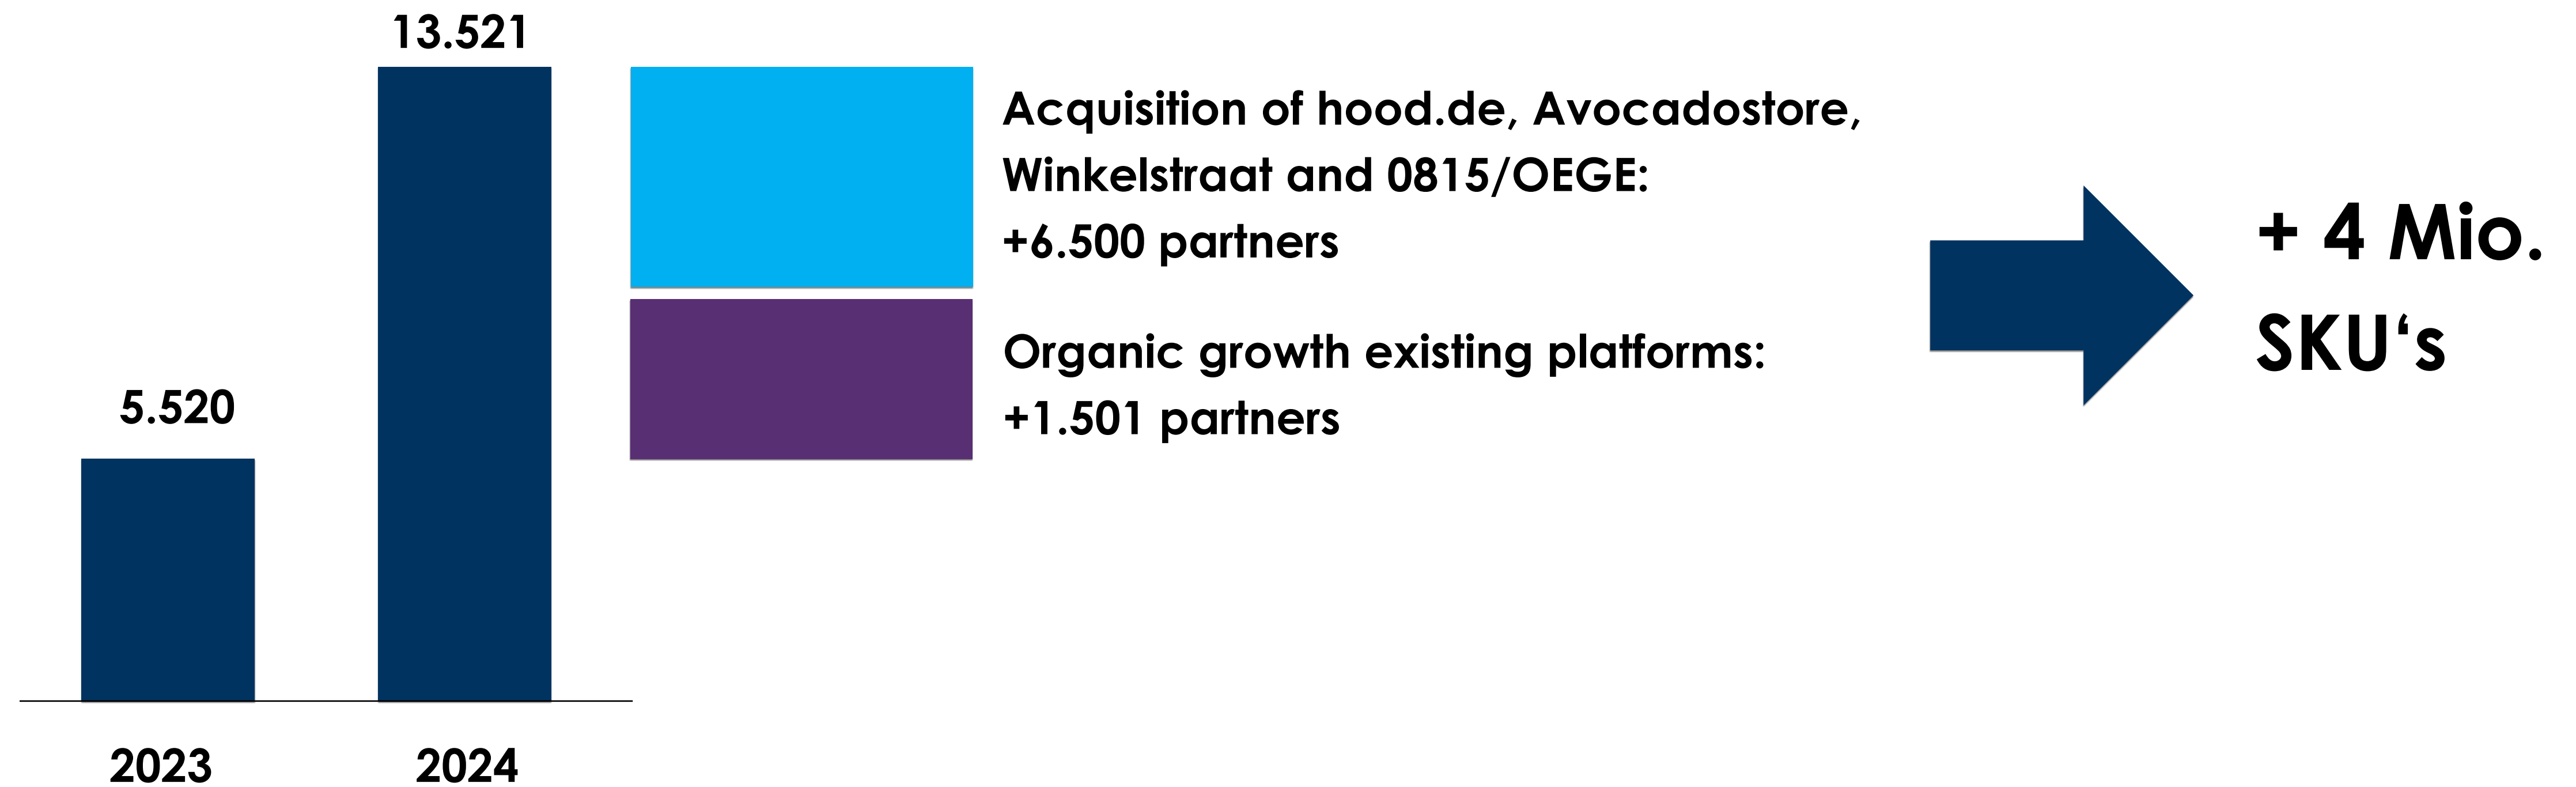 13.521
5.520
2023
2024
Acquisition of hood.de, Avocadostore,
Winkelstraat and 0815/OEGE:
+6.500 partners
Organic growth existing platforms:
+1.501 partners
+ 4 Mio.
SKU‘s